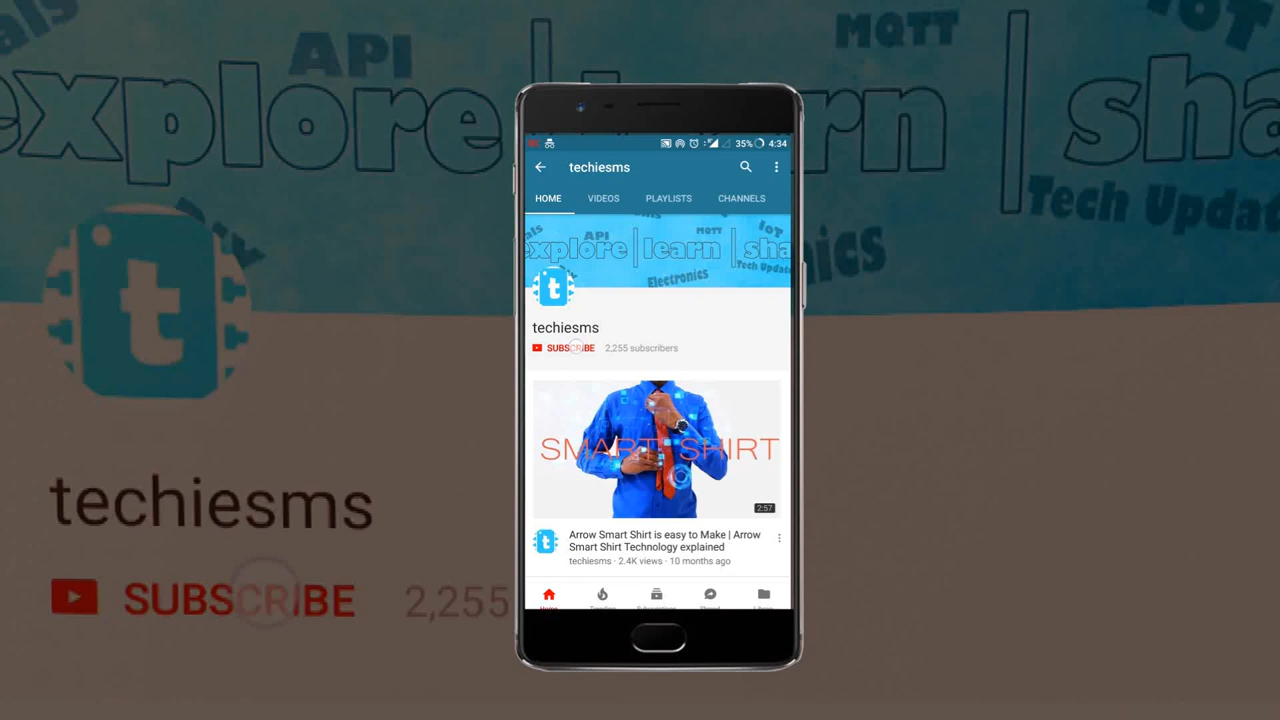 API
MQTT
IoT
explore | learn | sha
Tech Updat
t
techiesms
SUBSCRIBE 2,255
35% 4:34
techiesms
HOME VIDEOS PLAYLISTS CHANNELS
API MQTT IoT
explore | learn | sha
Electronics
Tech Updat
t
techiesms
SUBSCRIBE 2,255 subscribers
SMART SHIRT
2:57
t
Arrow Smart Shirt is easy to Make | Arrow
Smart Shirt Technology explained
techiesms · 2.4K views · 10 months ago